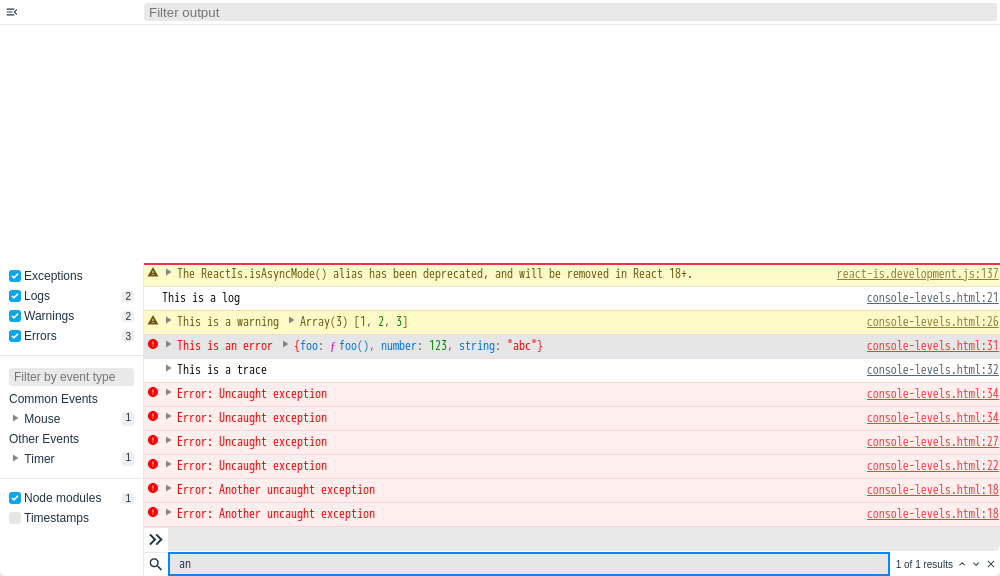 Filter output
Exceptions
Logs 2
Warnings 2
Errors 3
Filter by event type
Common Events
Mouse 1
Other Events
Timer 1
Node modules 1
Timestamps
The ReactIs.isAsyncMode() alias has been deprecated, and will be removed in React 18+. react-is.development.js:137
This is a log console-levels.html:21
This is a warning Array(3) [1, 2, 3] console-levels.html:26
This is an error {foo: ƒ foo(), number: 123, string: "abc"} console-levels.html:31
This is a trace console-levels.html:32
Error: Uncaught exception console-levels.html:34
Error: Uncaught exception console-levels.html:34
Error: Uncaught exception console-levels.html:27
Error: Uncaught exception console-levels.html:22
Error: Another uncaught exception console-levels.html:18
Error: Another uncaught exception console-levels.html:18
an 1 of 1 results